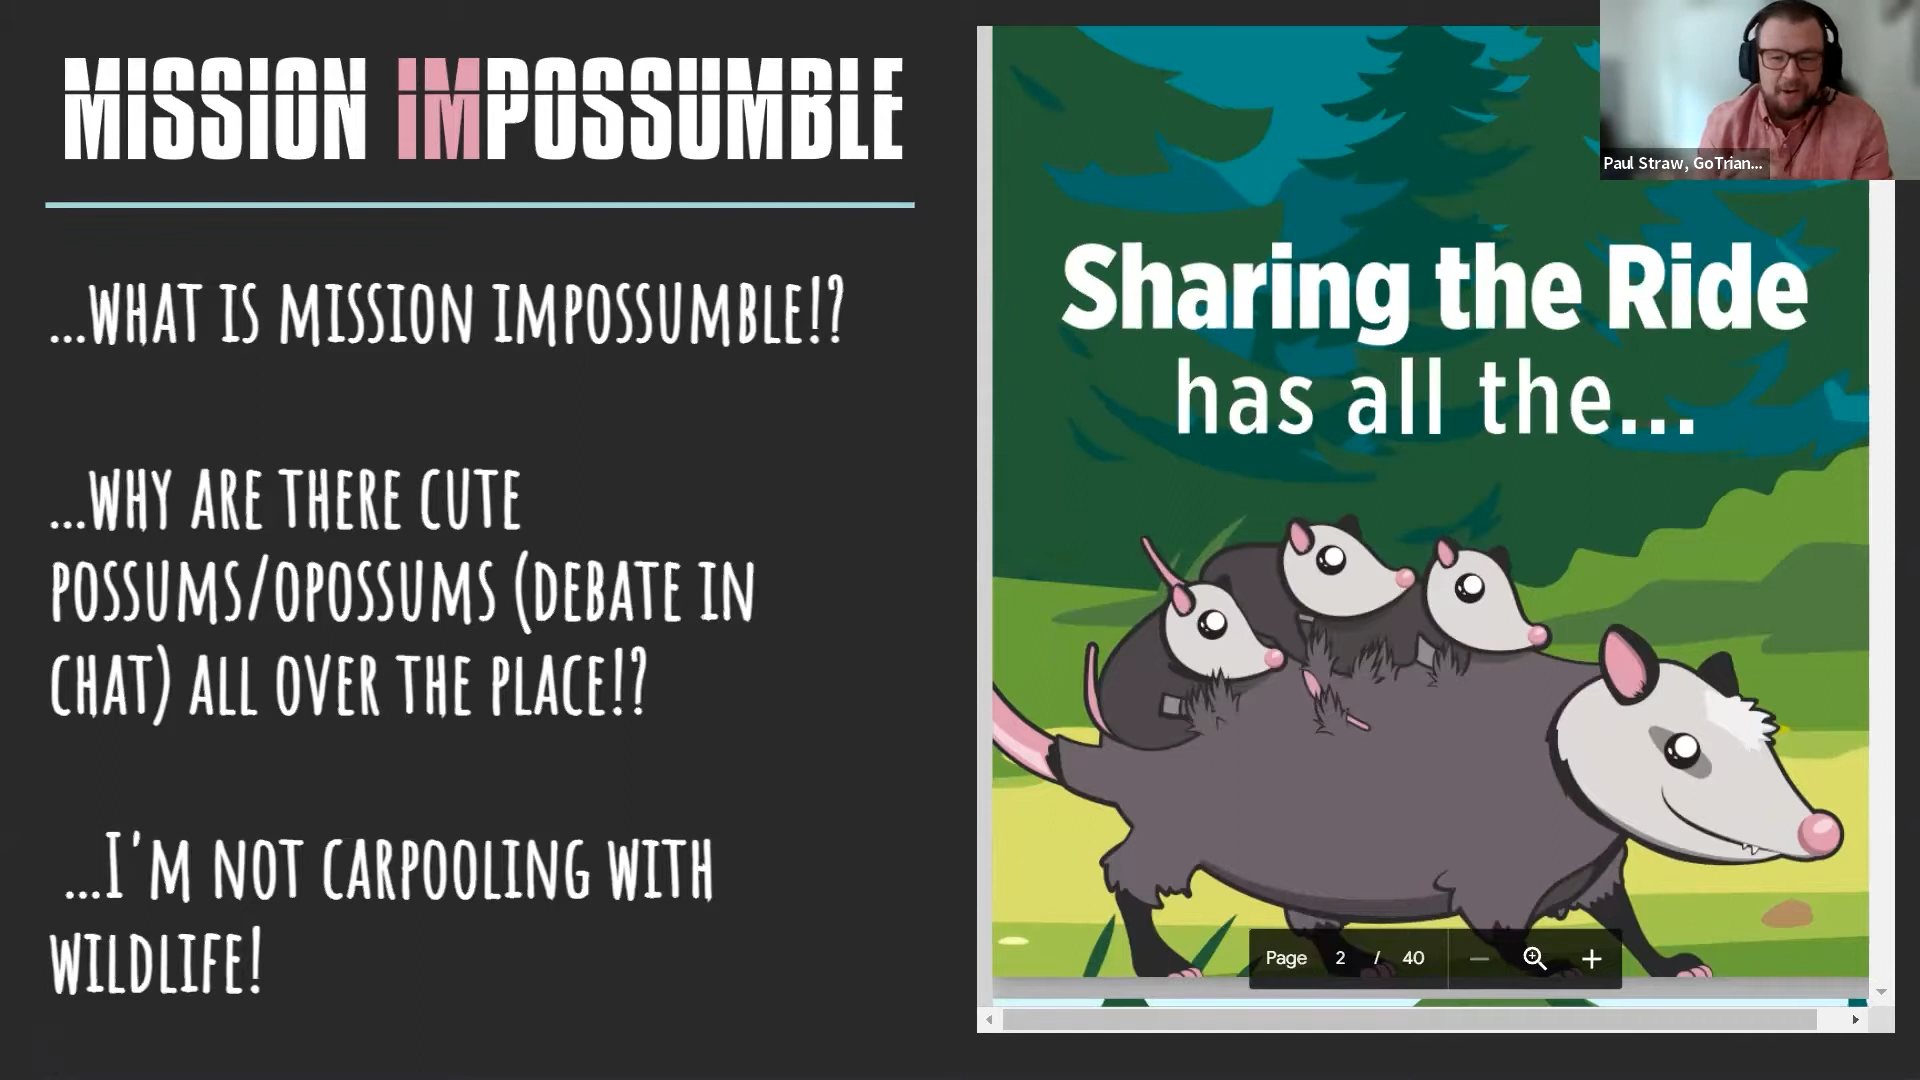 MISSION IMPOSSUMBLE
...WHAT IS MISSION IMPOSSUMBLE!?
...WHY ARE THERE CUTE
POSSUMS/OPOSSUMS (DEBATE IN
CHAT) ALL OVER THE PLACE!?
...I'M NOT CARPOOLING WITH
WILDLIFE!
Sharing the Ride
has all the...
Page 2 / 40
Paul Straw, GoTrian...